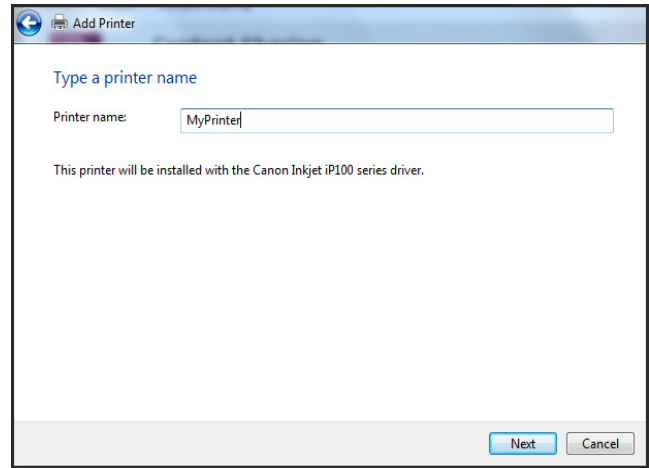 Add Printer
Type a printer name
Printer name: MyPrinter
This printer will be installed with the Canon Inkjet iP100 series driver.
Next Cancel